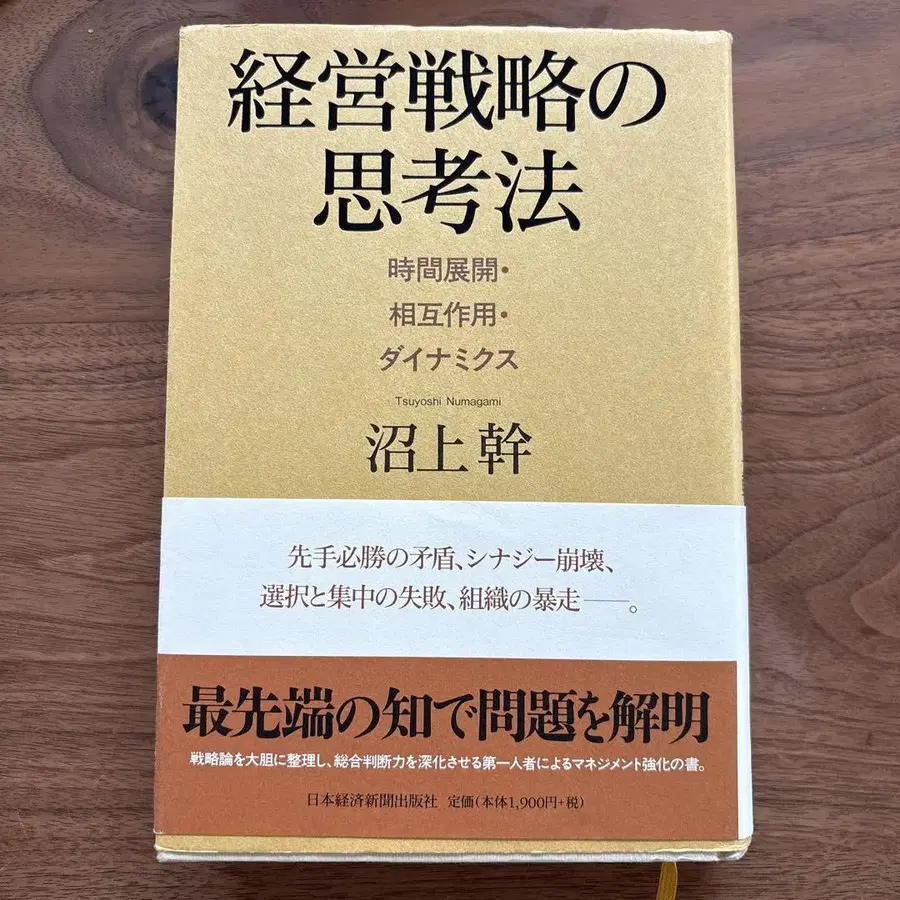 経営戦略の
思考法
時間展開・
相互作用・
ダイナミクス
Tsuyoshi Numagami
沼上 幹
先手必勝の矛盾、シナジー崩壊、
選択と集中の失敗、組織の暴走——。
最先端の知で問題を解明
戦略論を大胆に整理し、総合判断力を深化させる第一人者によるマネジメント強化の書。
日本経済新聞出版社 定価(本体1,900円+税)